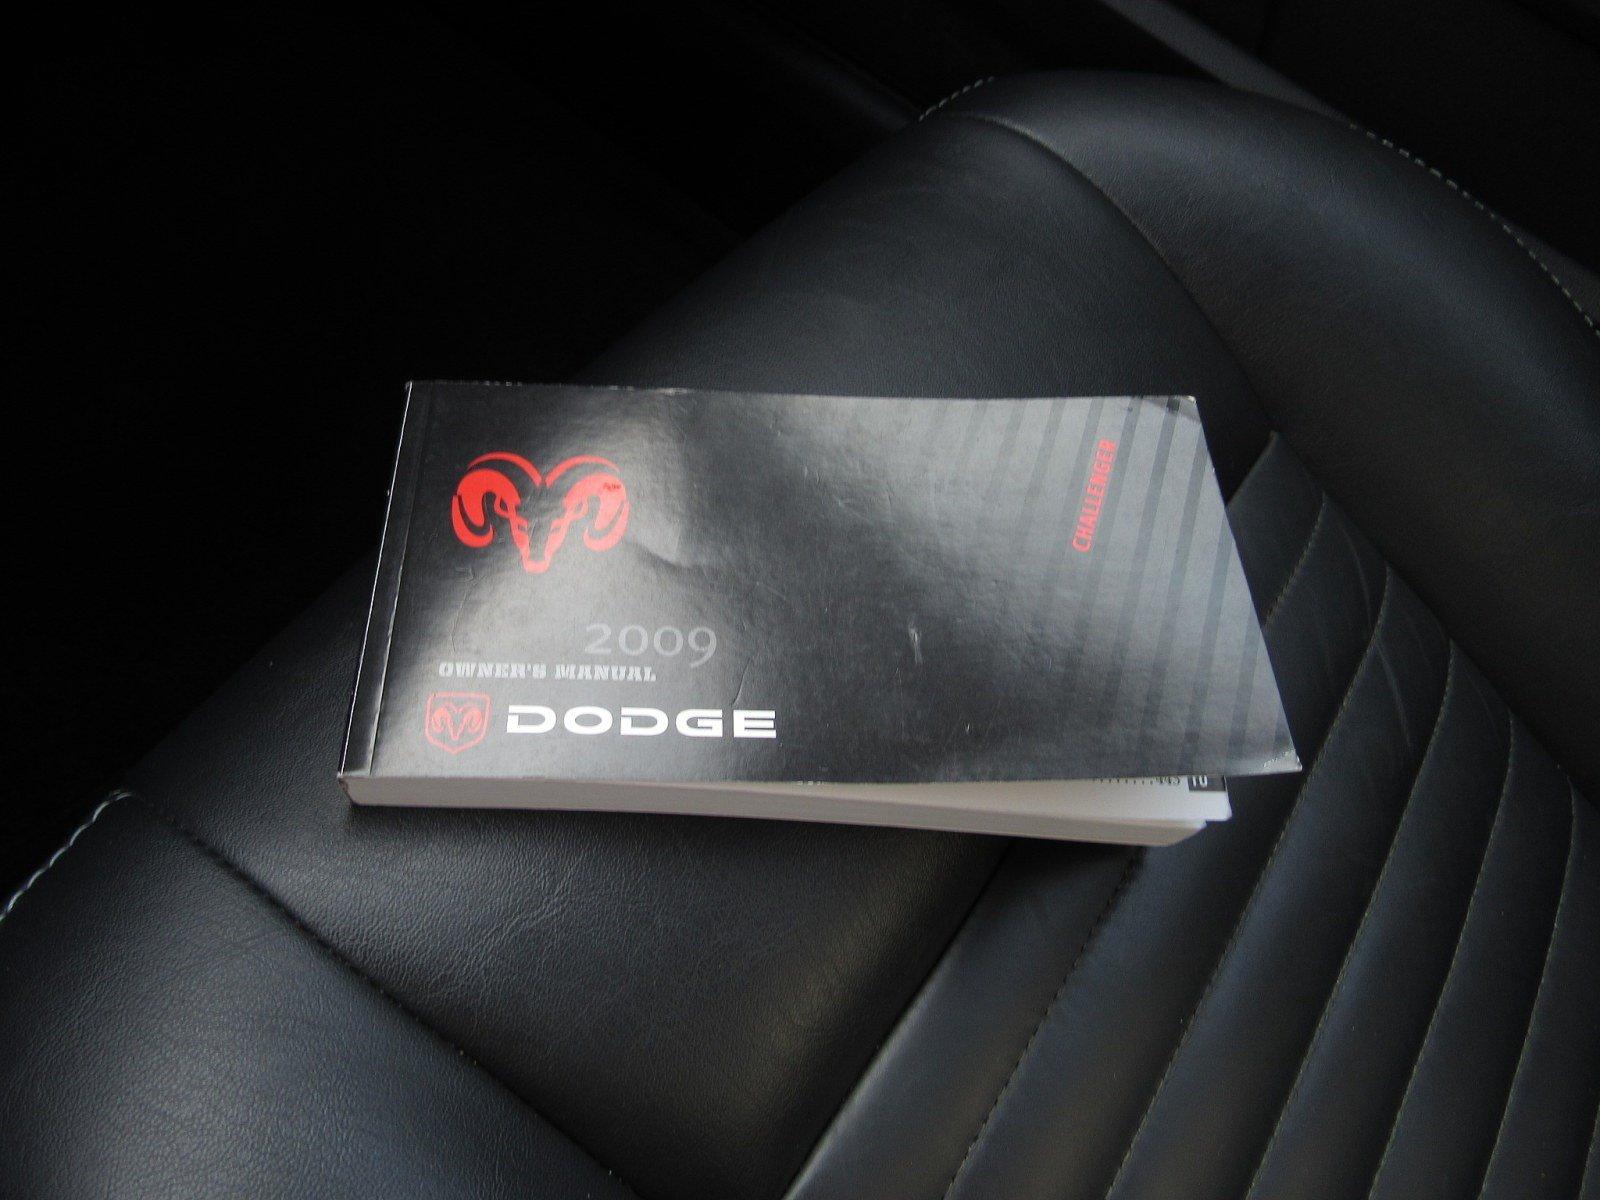 CHALLENGER
2009
OWNER'S MANUAL
DODGE